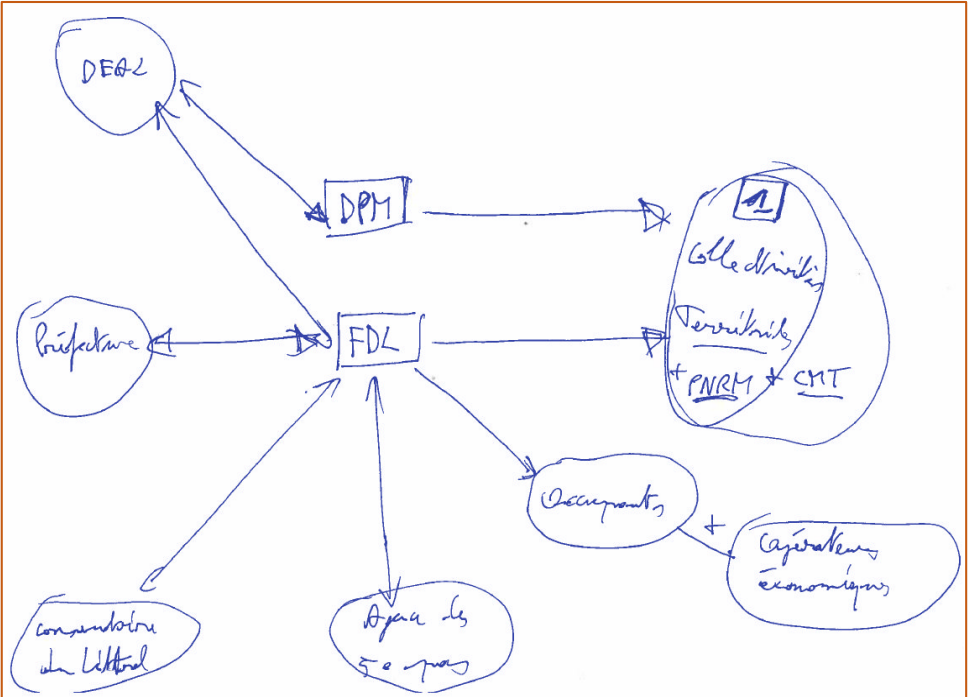 DEAL
DPM
1
Collectivités
Territoriales
+ PNRM + CMT
Préfecture
FDL
Occupants
+
opérateurs
économiques
conservatoire
du Littoral
Agence des
50 pas